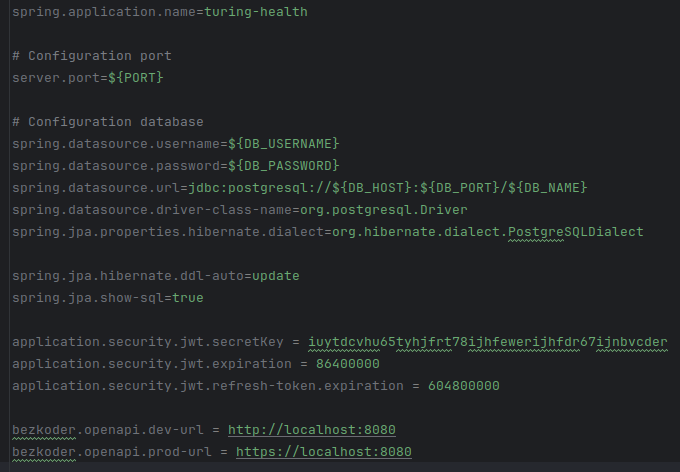 spring.application.name=turing-health
# Configuration port
server.port=${PORT}
# Configuration database
spring.datasource.username=${DB_USERNAME}
spring.datasource.password=${DB_PASSWORD}
spring.datasource.url=jdbc:postgresql://${DB_HOST}:${DB_PORT}/${DB_NAME}
spring.datasource.driver-class-name=org.postgresql.Driver
spring.jpa.properties.hibernate.dialect=org.hibernate.dialect.PostgreSQLDialect
spring.jpa.hibernate.ddl-auto=update
spring.jpa.show-sql=true
application.security.jwt.secretKey = iuytdcvhu65tyhjfrt78ijhfewerijhfdr67ijnbvcder
application.security.jwt.expiration = 86400000
application.security.jwt.refresh-token.expiration = 604800000
bezkoder.openapi.dev-url = http://localhost:8080
bezkoder.openapi.prod-url = https://localhost:8080